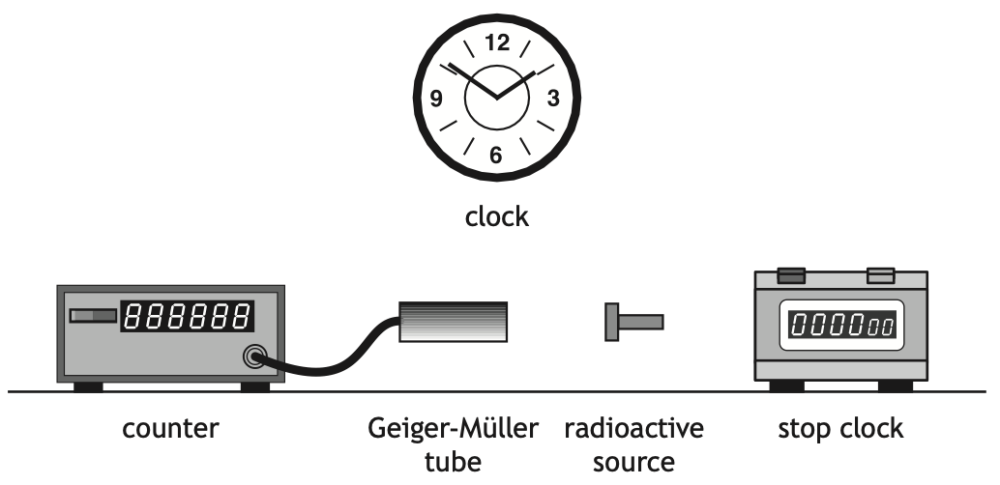 12
9 3
6
clock
888888
000000
counter
Geiger-Müller
tube
radioactive
source
stop clock